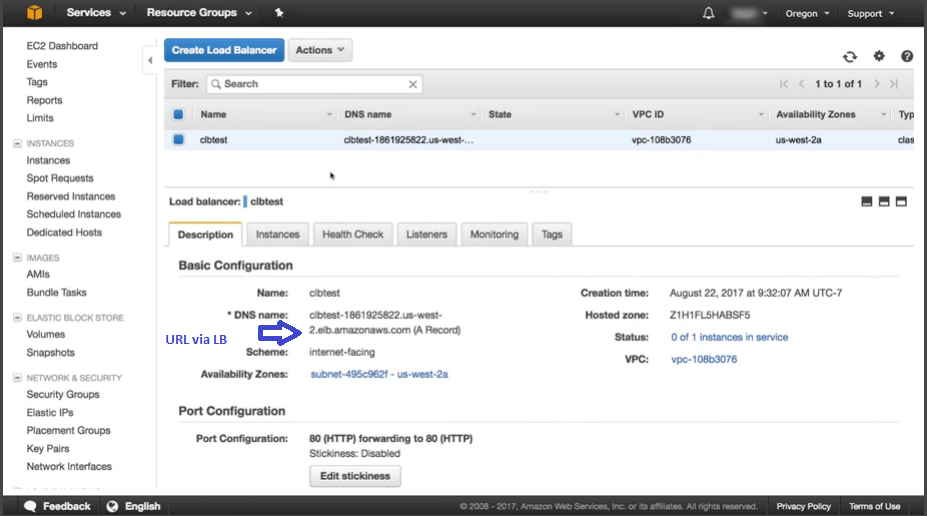 Services Resource Groups Oregon Support
EC2 Dashboard
Events
Tags
Reports
Limits
INSTANCES
Instances
Spot Requests
Reserved Instances
Scheduled Instances
Dedicated Hosts
IMAGES
AMIs
Bundle Tasks
ELASTIC BLOCK STORE
Volumes
Snapshots
NETWORK & SECURITY
Security Groups
Elastic IPs
Placement Groups
Key Pairs
Network Interfaces
Create Load Balancer Actions
Filter: Search 1 to 1 of 1
Name DNS name State VPC ID Availability Zones Typ
clbtest clbtest-1861925822.us-west-... vpc-108b3076 us-west-2a clas
Load balancer: clbtest
Description Instances Health Check Listeners Monitoring Tags
Basic Configuration
Name: clbtest Creation time: August 22, 2017 at 9:32:07 AM UTC-7
* DNS name: clbtest-1861925822.us-west- Hosted zone: Z1H1FL5HABSF5
2.elb.amazonaws.com (A Record) Status: 0 of 1 instances in service
URL via LB
Scheme: internet-facing VPC: vpc-108b3076
Availability Zones: subnet-495c962f - us-west-2a
Port Configuration
Port Configuration: 80 (HTTP) forwarding to 80 (HTTP)
Stickiness: Disabled
Edit stickiness
Feedback English © 2008 - 2017, Amazon Web Services, Inc. or its affiliates. All rights reserved. Privacy Policy Terms of Use